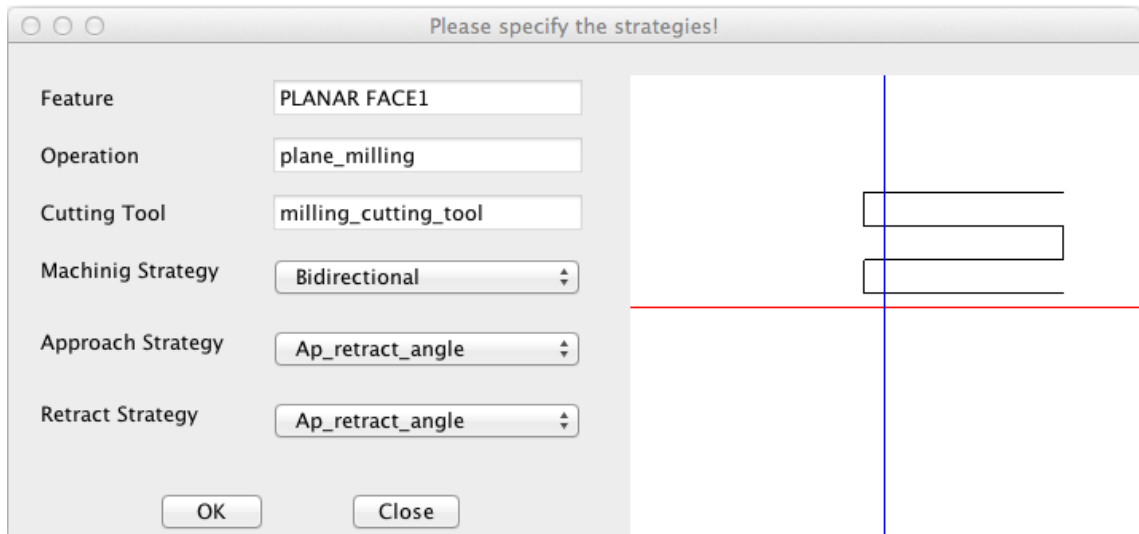 Please specify the strategies!
Feature PLANAR FACE1
Operation plane_milling
Cutting Tool milling_cutting_tool
Machinig Strategy Bidirectional
Approach Strategy Ap_retract_angle
Retract Strategy Ap_retract_angle
OK Close